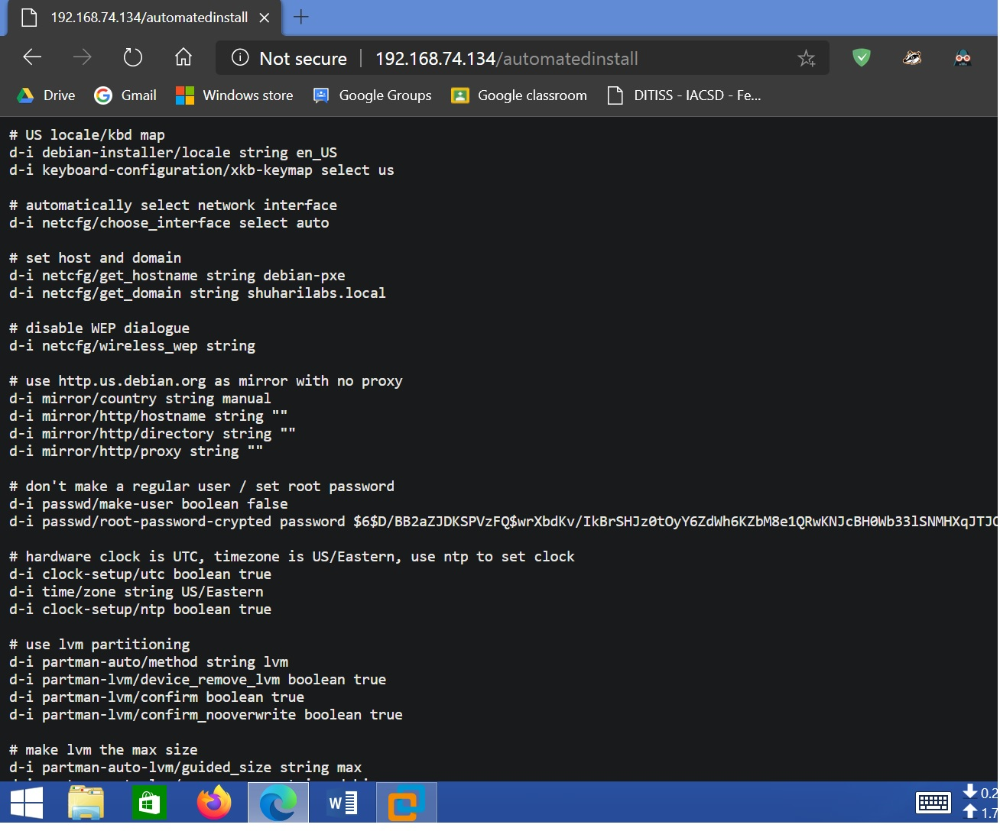 192.168.74.134/automatedinstall
Not secure 192.168.74.134/automatedinstall
Drive Gmail Windows store Google Groups Google classroom DITISS - IACSD - Fe...
# US locale/kbd map
d-i debian-installer/locale string en_US
d-i keyboard-configuration/xkb-keymap select us
# automatically select network interface
d-i netcfg/choose_interface select auto
# set host and domain
d-i netcfg/get_hostname string debian-pxe
d-i netcfg/get_domain string shuharilabs.local
# disable WEP dialogue
d-i netcfg/wireless_wep string
# use http.us.debian.org as mirror with no proxy
d-i mirror/country string manual
d-i mirror/http/hostname string ""
d-i mirror/http/directory string ""
d-i mirror/http/proxy string ""
# don't make a regular user / set root password
d-i passwd/make-user boolean false
d-i passwd/root-password-crypted password $6$D/BB2aZJDKSPVzFQ$wrXbdKv/IkBrSHJz0tOyY6ZdWh6KZbM8e1QRwKNJcBH0Wb33lSNMHXqJTJ
# hardware clock is UTC, timezone is US/Eastern, use ntp to set clock
d-i clock-setup/utc boolean true
d-i time/zone string US/Eastern
d-i clock-setup/ntp boolean true
# use lvm partitioning
d-i partman-auto/method string lvm
d-i partman-lvm/device_remove_lvm boolean true
d-i partman-lvm/confirm boolean true
d-i partman-lvm/confirm_nooverwrite boolean true
# make lvm the max size
d-i partman-auto-lvm/guided_size string max
W
0.2
1.7